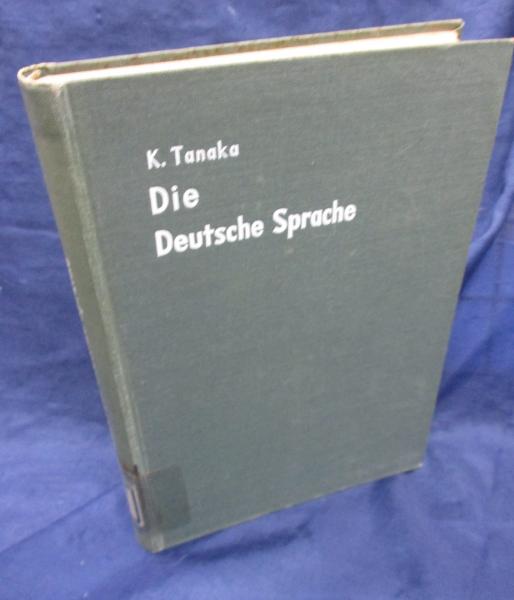 K. Tanaka
Die
Deutsche Sprache